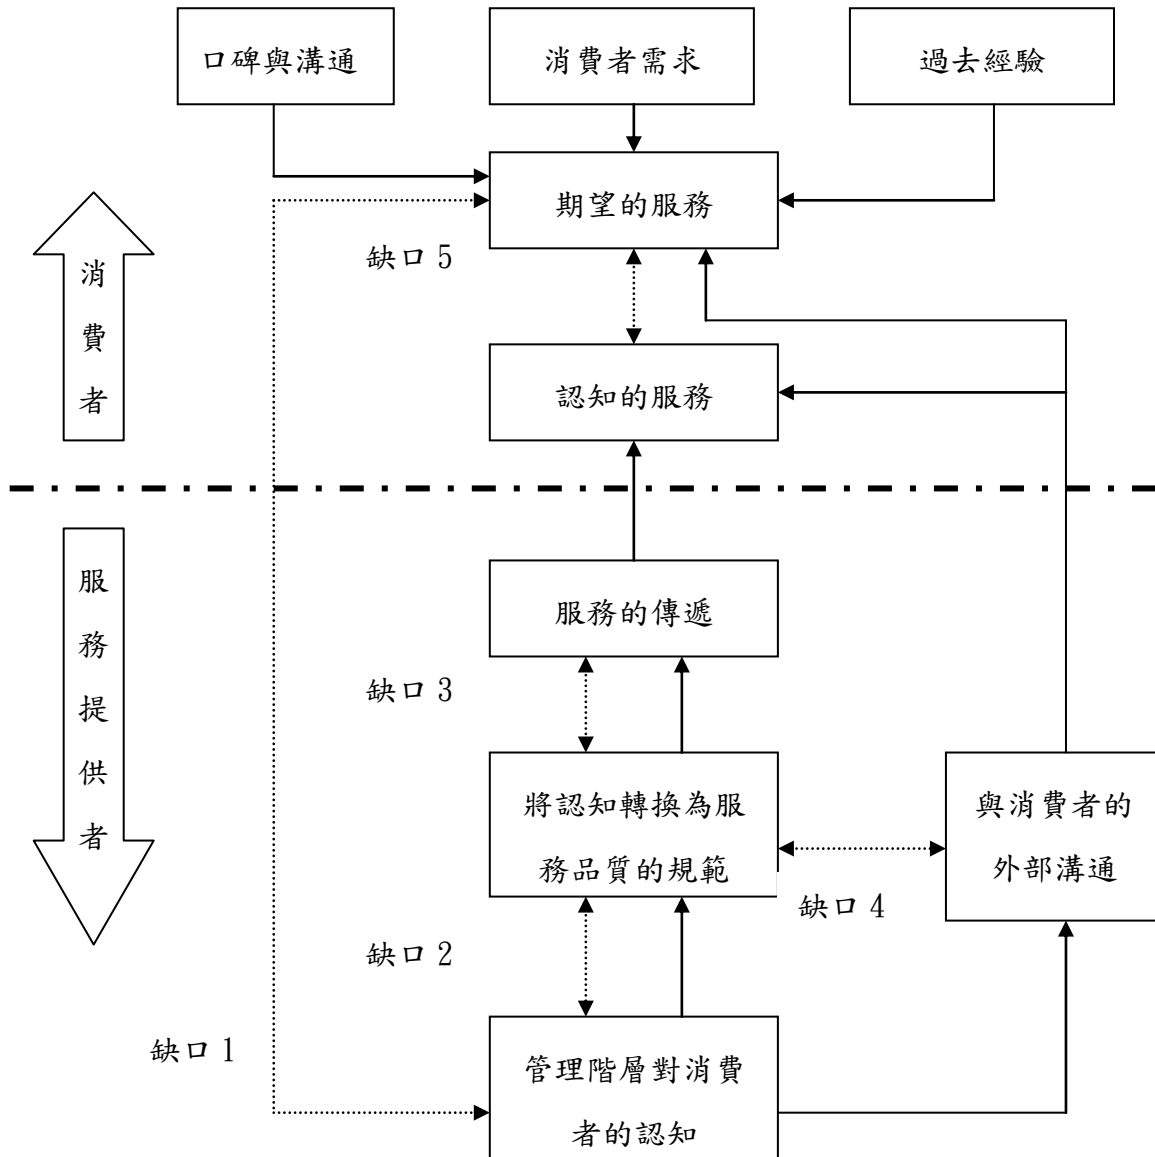 口碑與溝通
消費者需求
過去經驗
期望的服務
缺口 5
消費者
認知的服務
服務提供者
服務的傳遞
缺口 3
將認知轉換為服
務品質的規範
與消費者的
外部溝通
缺口 4
缺口 2
缺口 1
管理階層對消費
者的認知